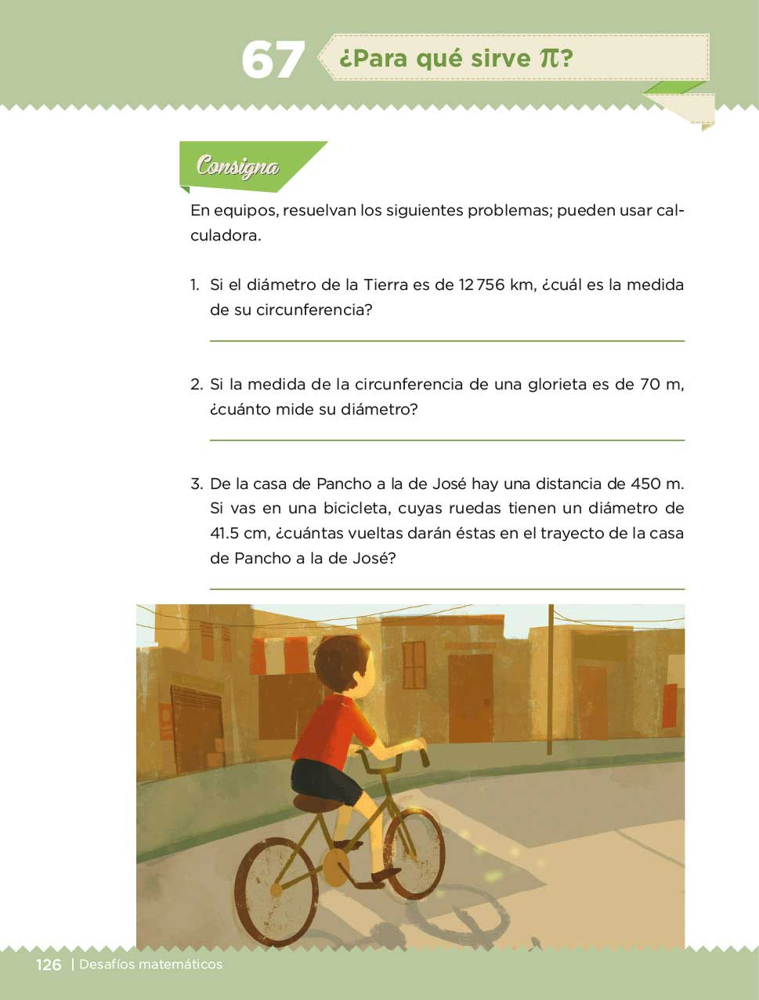 67
¿Para qué sirve π?
Consigna
En equipos, resuelvan los siguientes problemas; pueden usar cal-
culadora.
1. Si el diámetro de la Tierra es de 12 756 km, ¿cuál es la medida
de su circunferencia?
2. Si la medida de la circunferencia de una glorieta es de 70 m,
¿cuánto mide su diámetro?
3. De la casa de Pancho a la de José hay una distancia de 450 m.
Si vas en una bicicleta, cuyas ruedas tienen un diámetro de
41.5 cm, ¿cuántas vueltas darán éstas en el trayecto de la casa
de Pancho a la de José?
126 | Desafíos matemáticos